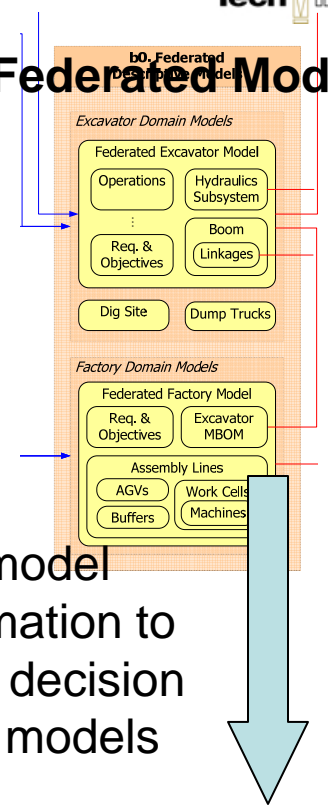 Tech
Federated Mod
b0. Federated
Descriptive Models
Excavator Domain Models
Federated Excavator Model
Operations
Hydraulics
Subsystem
⋮
Req. &
Objectives
Boom
Linkages
Dig Site
Dump Trucks
Factory Domain Models
Federated Factory Model
Req. &
Objectives
Excavator
MBOM
Assembly Lines
AGVs
Buffers
Work Cells
Machines
model
mation to
decision
models